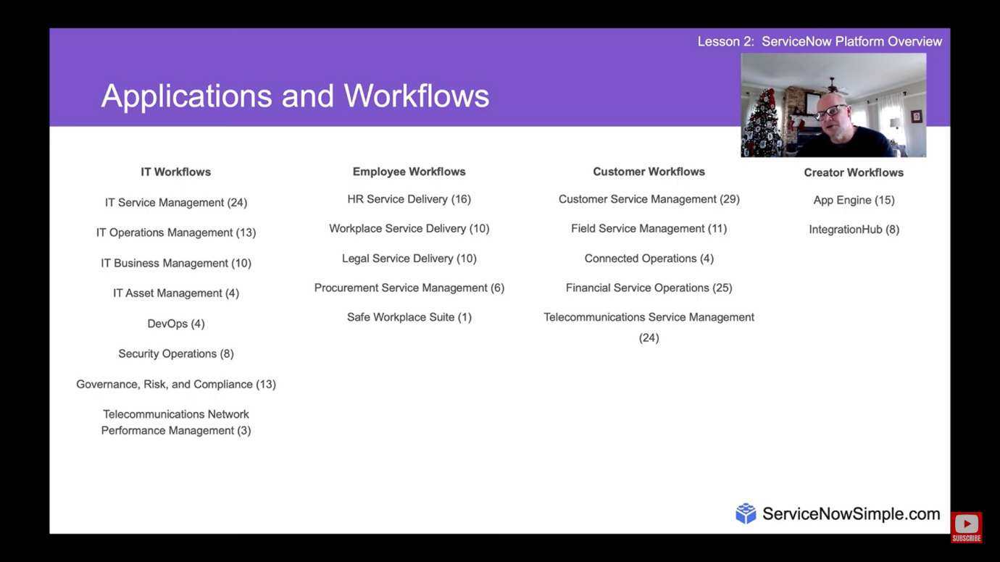 Lesson 2: ServiceNow Platform Overview
Applications and Workflows
IT Workflows
IT Service Management (24)
IT Operations Management (13)
IT Business Management (10)
IT Asset Management (4)
DevOps (4)
Security Operations (8)
Governance, Risk, and Compliance (13)
Telecommunications Network
Performance Management (3)
Employee Workflows
HR Service Delivery (16)
Workplace Service Delivery (10)
Legal Service Delivery (10)
Procurement Service Management (6)
Safe Workplace Suite (1)
Customer Workflows
Customer Service Management (29)
Field Service Management (11)
Connected Operations (4)
Financial Service Operations (25)
Telecommunications Service Management
(24)
Creator Workflows
App Engine (15)
IntegrationHub (8)
ServiceNowSimple.com
SUBSCRIBE